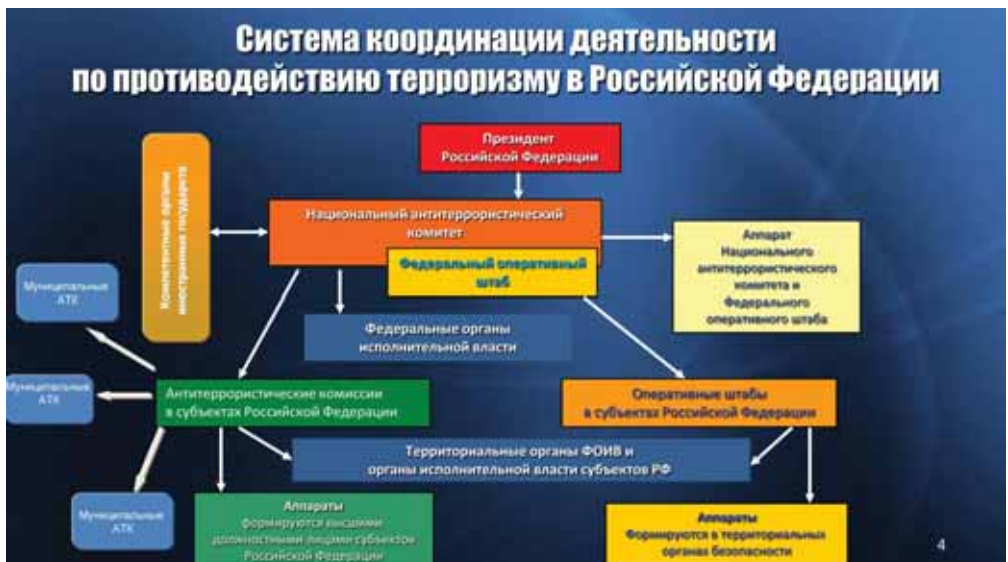 Система координации деятельности
по противодействию терроризму в Российской Федерации
Президент
Российской Федерации
Компетентные органы
иностранных государств
Национальный антитеррористический
комитет
Федеральный оперативный
штаб
Аппарат
Национального
антитеррористического
комитета и
Федерального
оперативного штаба
Муниципальные
АТК
Федеральные органы
исполнительной власти
Муниципальные
АТК
Антитеррористические комиссии
в субъектах Российской Федерации
Оперативные штабы
в субъектах Российской Федерации
Территориальные органы ФОИВ и
органы исполнительной власти субъектов РФ
Муниципальные
АТК
Аппараты
формируются высшими
должностными лицами субъектов
Российской Федерации
Аппараты
Формируются в территориальных
органах безопасности
4